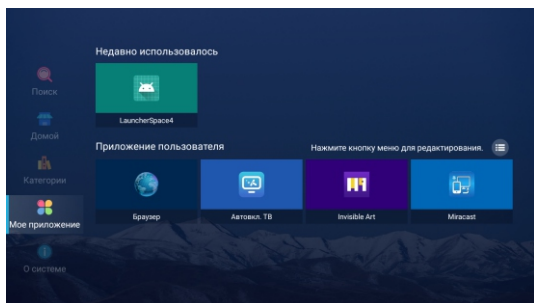 Недавно использовалось
Поиск
LauncherSpace4
Домой
Приложение пользователя
Нажмите кнопку меню для редактирования.
Категории
Браузер
Автовкл. ТВ
Invisible Art
Miracast
Мое приложение
О системе